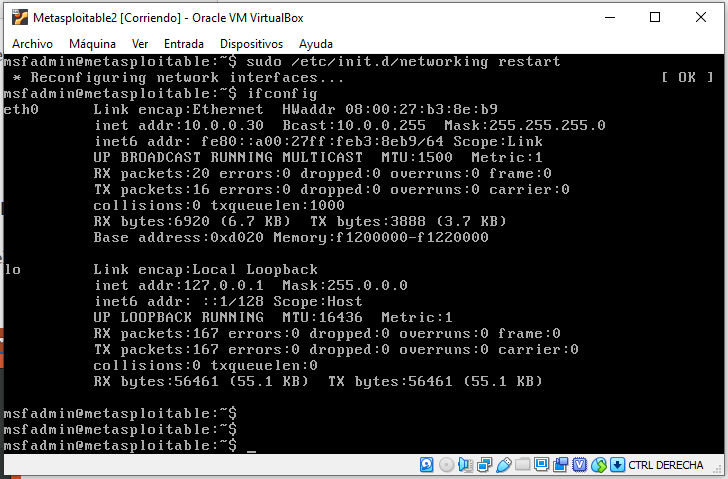 Metasploitable2 [Corriendo] - Oracle VM VirtualBox
Archivo Máquina Ver Entrada Dispositivos Ayuda
msfadmin@metasploitable:~$ sudo /etc/init.d/networking restart
* Reconfiguring network interfaces... [ OK ]
msfadmin@metasploitable:~$ ifconfig
eth0 Link encap:Ethernet HWaddr 08:00:27:b3:8e:b9
inet addr:10.0.0.30 Bcast:10.0.0.255 Mask:255.255.255.0
inet6 addr: fe80::a00:27ff:feb3:8eb9/64 Scope:Link
UP BROADCAST RUNNING MULTICAST MTU:1500 Metric:1
RX packets:20 errors:0 dropped:0 overruns:0 frame:0
TX packets:16 errors:0 dropped:0 overruns:0 carrier:0
collisions:0 txqueuelen:1000
RX bytes:6920 (6.7 KB) TX bytes:3888 (3.7 KB)
Base address:0xd020 Memory:f1200000-f1220000
lo Link encap:Local Loopback
inet addr:127.0.0.1 Mask:255.0.0.0
inet6 addr: ::1/128 Scope:Host
UP LOOPBACK RUNNING MTU:16436 Metric:1
RX packets:167 errors:0 dropped:0 overruns:0 frame:0
TX packets:167 errors:0 dropped:0 overruns:0 carrier:0
collisions:0 txqueuelen:0
RX bytes:56461 (55.1 KB) TX bytes:56461 (55.1 KB)
msfadmin@metasploitable:~$
msfadmin@metasploitable:~$
msfadmin@metasploitable:~$ _
CTRL DERECHA